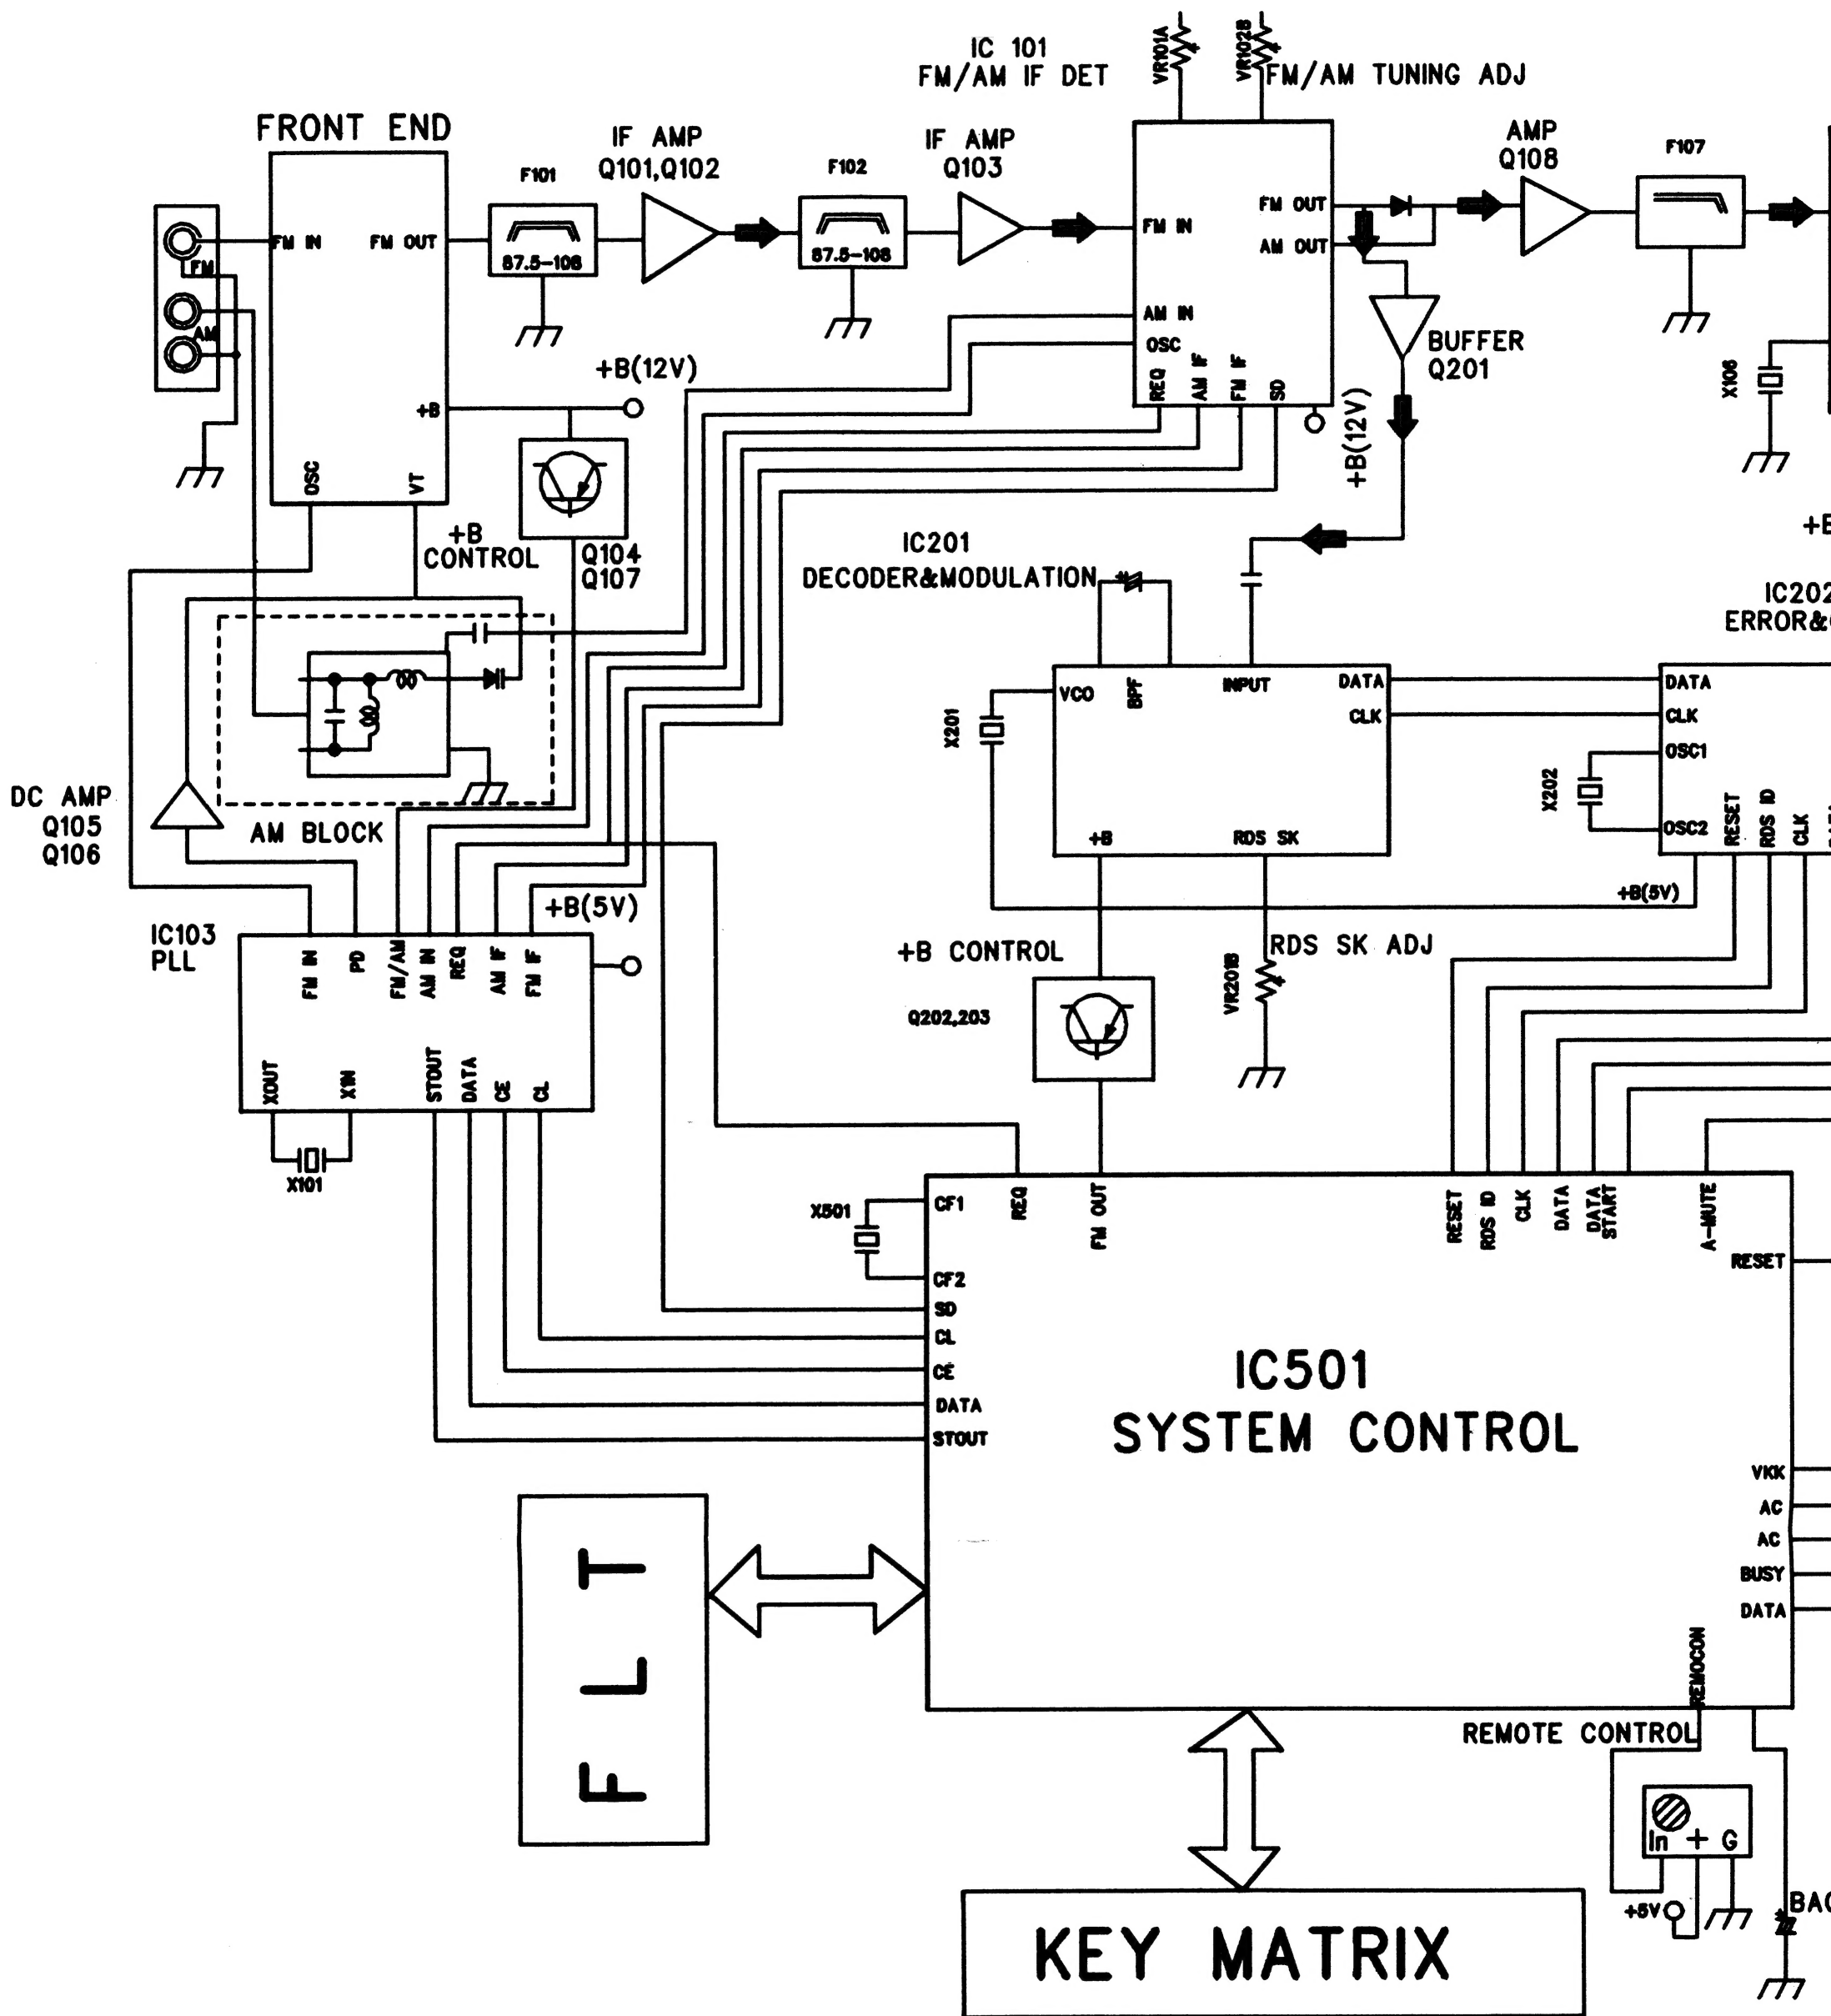 IC 101
FM/AM IF DET
VR101A
VR102B
FM/AM TUNING ADJ
FRONT END
FM IN
FM OUT
+B
OSC
VT
FM
AM
F101
87.5-108
IF AMP
Q101,Q102
F102
87.5-108
IF AMP
Q103
FM IN
AM IN
OSC
REQ
AM IF
FM IF
SD
FM OUT
AM OUT
AMP
Q108
F107
X106
BUFFER
Q201
+B(12V)
+B(12V)
+B
CONTROL
Q104
Q107
IC201
DECODER&MODULATION
VCO
BPF
INPUT
DATA
CLK
+B
RDS SK
X201
IC202
ERROR&
DATA
CLK
OSC1
OSC2
RESET
RDS ID
CLK
X202
+B(5V)
DC AMP
Q105
Q106
AM BLOCK
+B(5V)
IC103
PLL
FM IN
PD
FM/AM
AM IN
REQ
AM IF
FM IF
XOUT
XIN
STOUT
DATA
CE
CL
X101
+B CONTROL
Q202,203
RDS SK ADJ
VR201B
X501
CF1
CF2
SD
CL
CE
DATA
STOUT
REQ
FM OUT
RESET
RDS ID
CLK
DATA
DATA
START
A-MUTE
RESET
IC501
SYSTEM CONTROL
VKK
AC
AC
BUSY
DATA
REMOCON
FLT
REMOTE CONTROL
In + G
+5V
KEY MATRIX